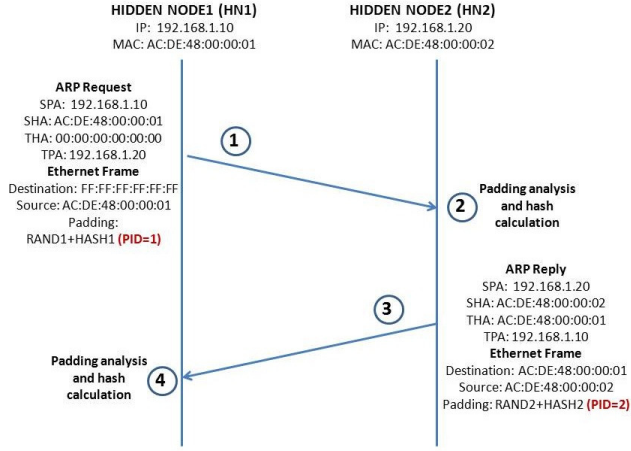 HIDDEN NODE1 (HN1)
IP: 192.168.1.10
MAC: AC:DE:48:00:00:01
HIDDEN NODE2 (HN2)
IP: 192.168.1.20
MAC: AC:DE:48:00:00:02
ARP Request
SPA: 192.168.1.10
SHA: AC:DE:48:00:00:01
THA: 00:00:00:00:00:00
TPA: 192.168.1.20
Ethernet Frame
Destination: FF:FF:FF:FF:FF:FF
Source: AC:DE:48:00:00:01
Padding:
RAND1+HASH1 (PID=1)
1
2
Padding analysis
and hash
calculation
3
ARP Reply
SPA: 192.168.1.20
SHA: AC:DE:48:00:00:02
THA: AC:DE:48:00:00:01
TPA: 192.168.1.10
Ethernet Frame
Destination: AC:DE:48:00:00:01
Source: AC:DE:48:00:00:02
Padding: RAND2+HASH2 (PID=2)
Padding analysis
and hash
calculation
4